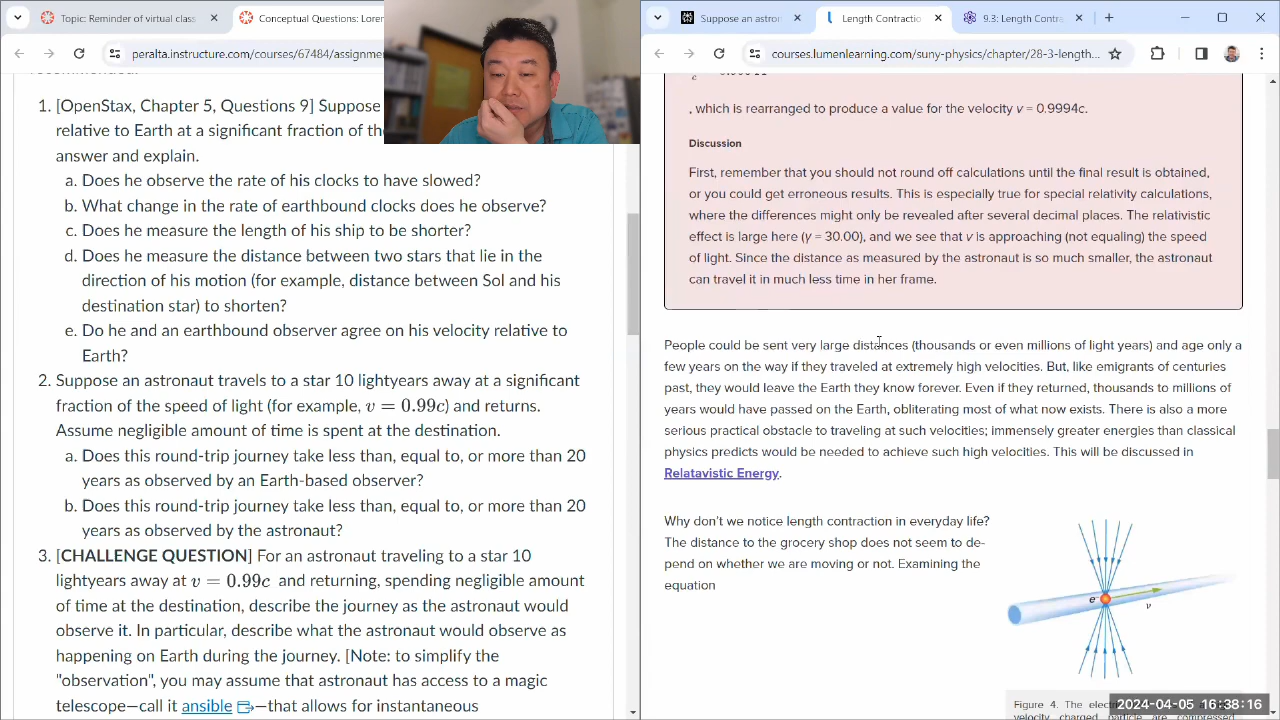 Topic: Reminder of virtual class
Conceptual Questions: Loren
peralta.instructure.com/courses/67484/assignme
1. [OpenStax, Chapter 5, Questions 9] Suppose
relative to Earth at a significant fraction of the
answer and explain.
a. Does he observe the rate of his clocks to have slowed?
b. What change in the rate of earthbound clocks does he observe?
c. Does he measure the length of his ship to be shorter?
d. Does he measure the distance between two stars that lie in the
direction of his motion (for example, distance between Sol and his
destination star) to shorten?
e. Do he and an earthbound observer agree on his velocity relative to
Earth?
2. Suppose an astronaut travels to a star 10 lightyears away at a significant
fraction of the speed of light (for example, v = 0.99c) and returns.
Assume negligible amount of time is spent at the destination.
a. Does this round-trip journey take less than, equal to, or more than 20
years as observed by an Earth-based observer?
b. Does this round-trip journey take less than, equal to, or more than 20
years as observed by the astronaut?
3. [CHALLENGE QUESTION] For an astronaut traveling to a star 10
lightyears away at v = 0.99c and returning, spending negligible amount
of time at the destination, describe the journey as the astronaut would
observe it. In particular, describe what the astronaut would observe as
happening on Earth during the journey. [Note: to simplify the
"observation", you may assume that astronaut has access to a magic
telescope—call it ansible—that allows for instantaneous
Suppose an astron
Length Contractio
9.3: Length Contra
courses.lumenlearning.com/suny-physics/chapter/28-3-length...
c
, which is rearranged to produce a value for the velocity v = 0.9994c.
Discussion
First, remember that you should not round off calculations until the final result is obtained,
or you could get erroneous results. This is especially true for special relativity calculations,
where the differences might only be revealed after several decimal places. The relativistic
effect is large here (γ = 30.00), and we see that v is approaching (not equaling) the speed
of light. Since the distance as measured by the astronaut is so much smaller, the astronaut
can travel it in much less time in her frame.
People could be sent very large distances (thousands or even millions of light years) and age only a
few years on the way if they traveled at extremely high velocities. But, like emigrants of centuries
past, they would leave the Earth they know forever. Even if they returned, thousands to millions of
years would have passed on the Earth, obliterating most of what now exists. There is also a more
serious practical obstacle to traveling at such velocities; immensely greater energies than classical
physics predicts would be needed to achieve such high velocities. This will be discussed in
Relatavistic Energy.
Why don't we notice length contraction in everyday life?
The distance to the grocery shop does not seem to de-
pend on whether we are moving or not. Examining the
equation
e
v
Figure 4. The elect
velocity charged particle are compressed
2024-04-05 16:38:16